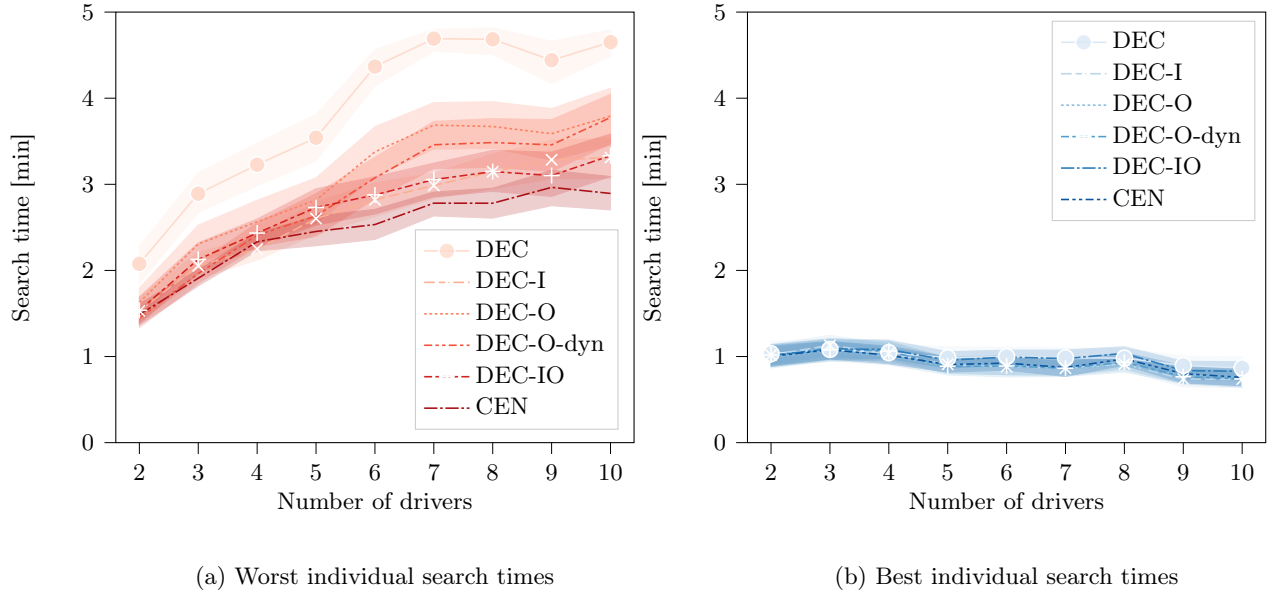 5
4
3
2
1
0
Search time [min]
2 3 4 5 6 7 8 9 10
Number of drivers
DEC
DEC-I
DEC-O
DEC-O-dyn
DEC-IO
CEN
(a) Worst individual search times
5
4
3
2
1
0
Search time [min]
2 3 4 5 6 7 8 9 10
Number of drivers
DEC
DEC-I
DEC-O
DEC-O-dyn
DEC-IO
CEN
(b) Best individual search times